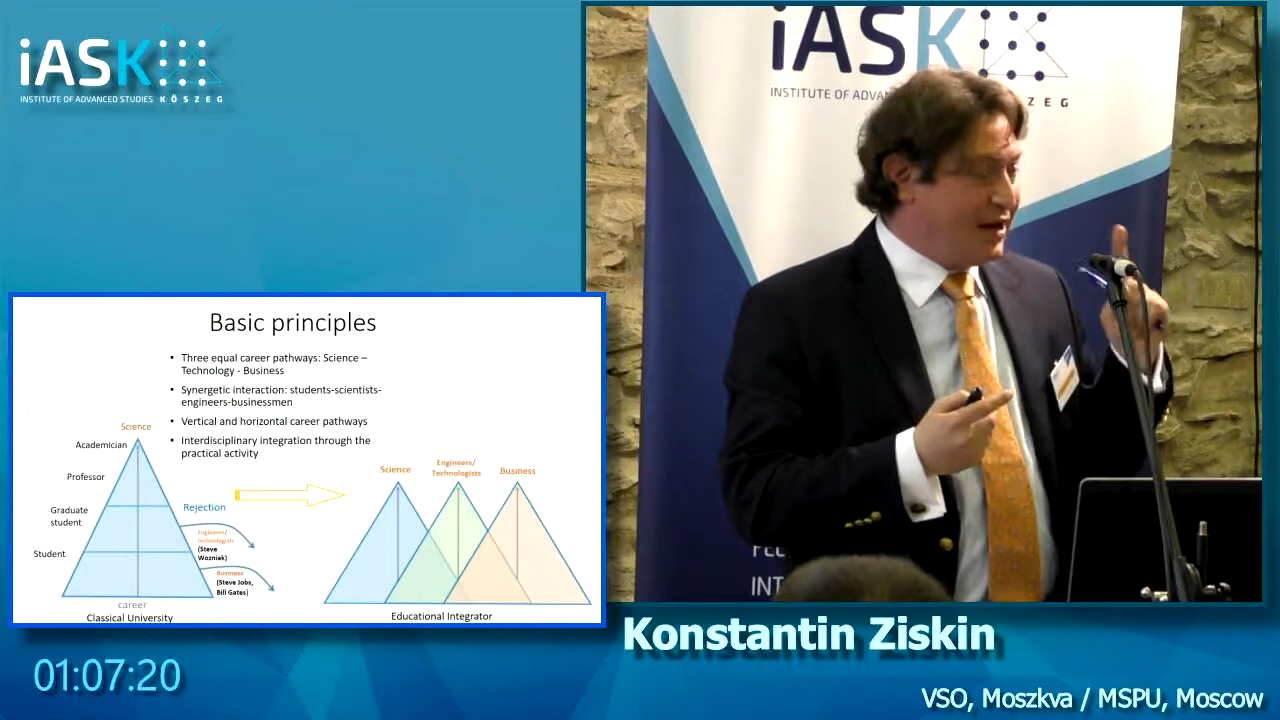 iASK
INSTITUTE OF ADVANCED STUDIES KŐSZEG
iASK
INSTITUTE OF ADVA
ZEG
INT
Basic principles
• Three equal career pathways: Science –
Technology - Business
• Synergetic interaction: students-scientists-
engineers-businessmen
• Vertical and horizontal career pathways
• Interdisciplinary integration through the
practical activity
Science
Academician
Professor
Graduate
student
Student
Rejection
Engineers/
technologists
(Steve
Wozniak)
Business
(Steve Jobs,
Bill Gates)
career
Classical University
Science
Engineers/
Technologists
Business
Educational Integrator
Konstantin Ziskin
01:07:20
VSO, Moszkva / MSPU, Moscow